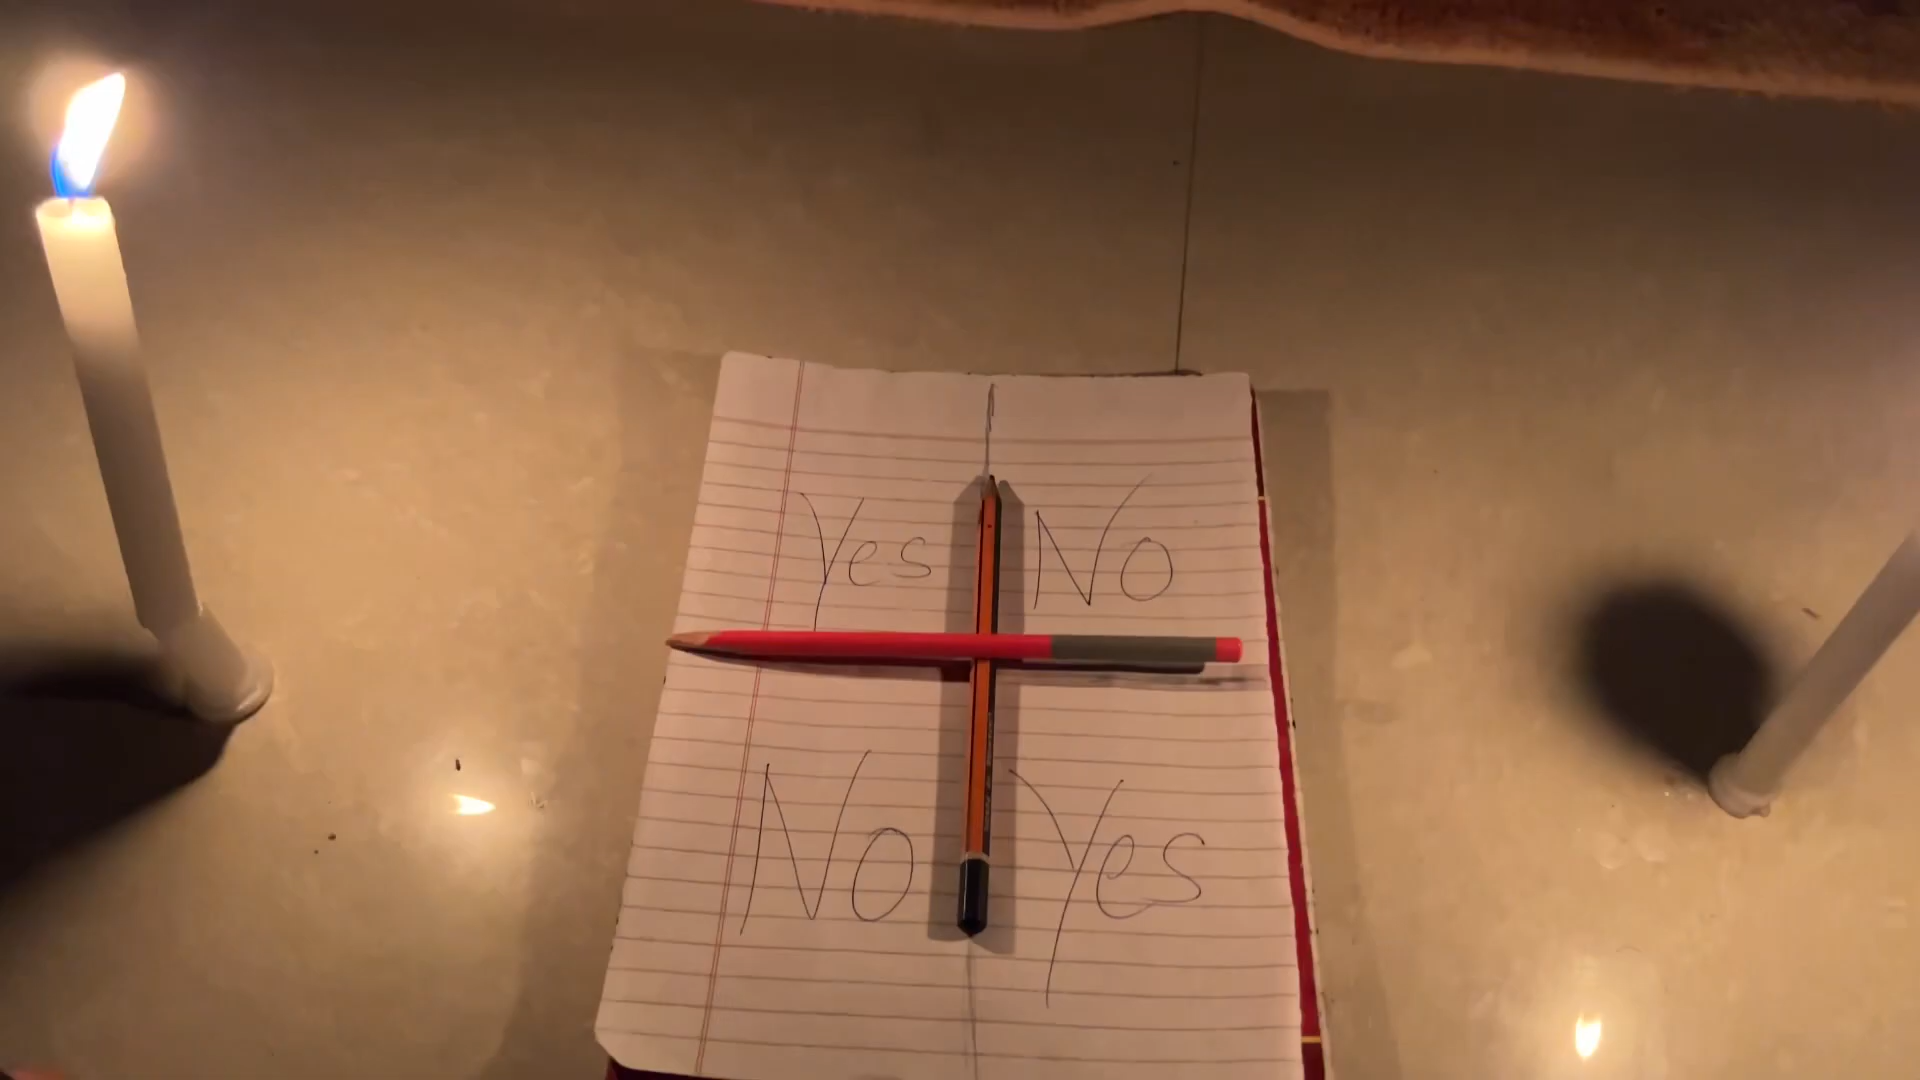 Yes No
No Yes